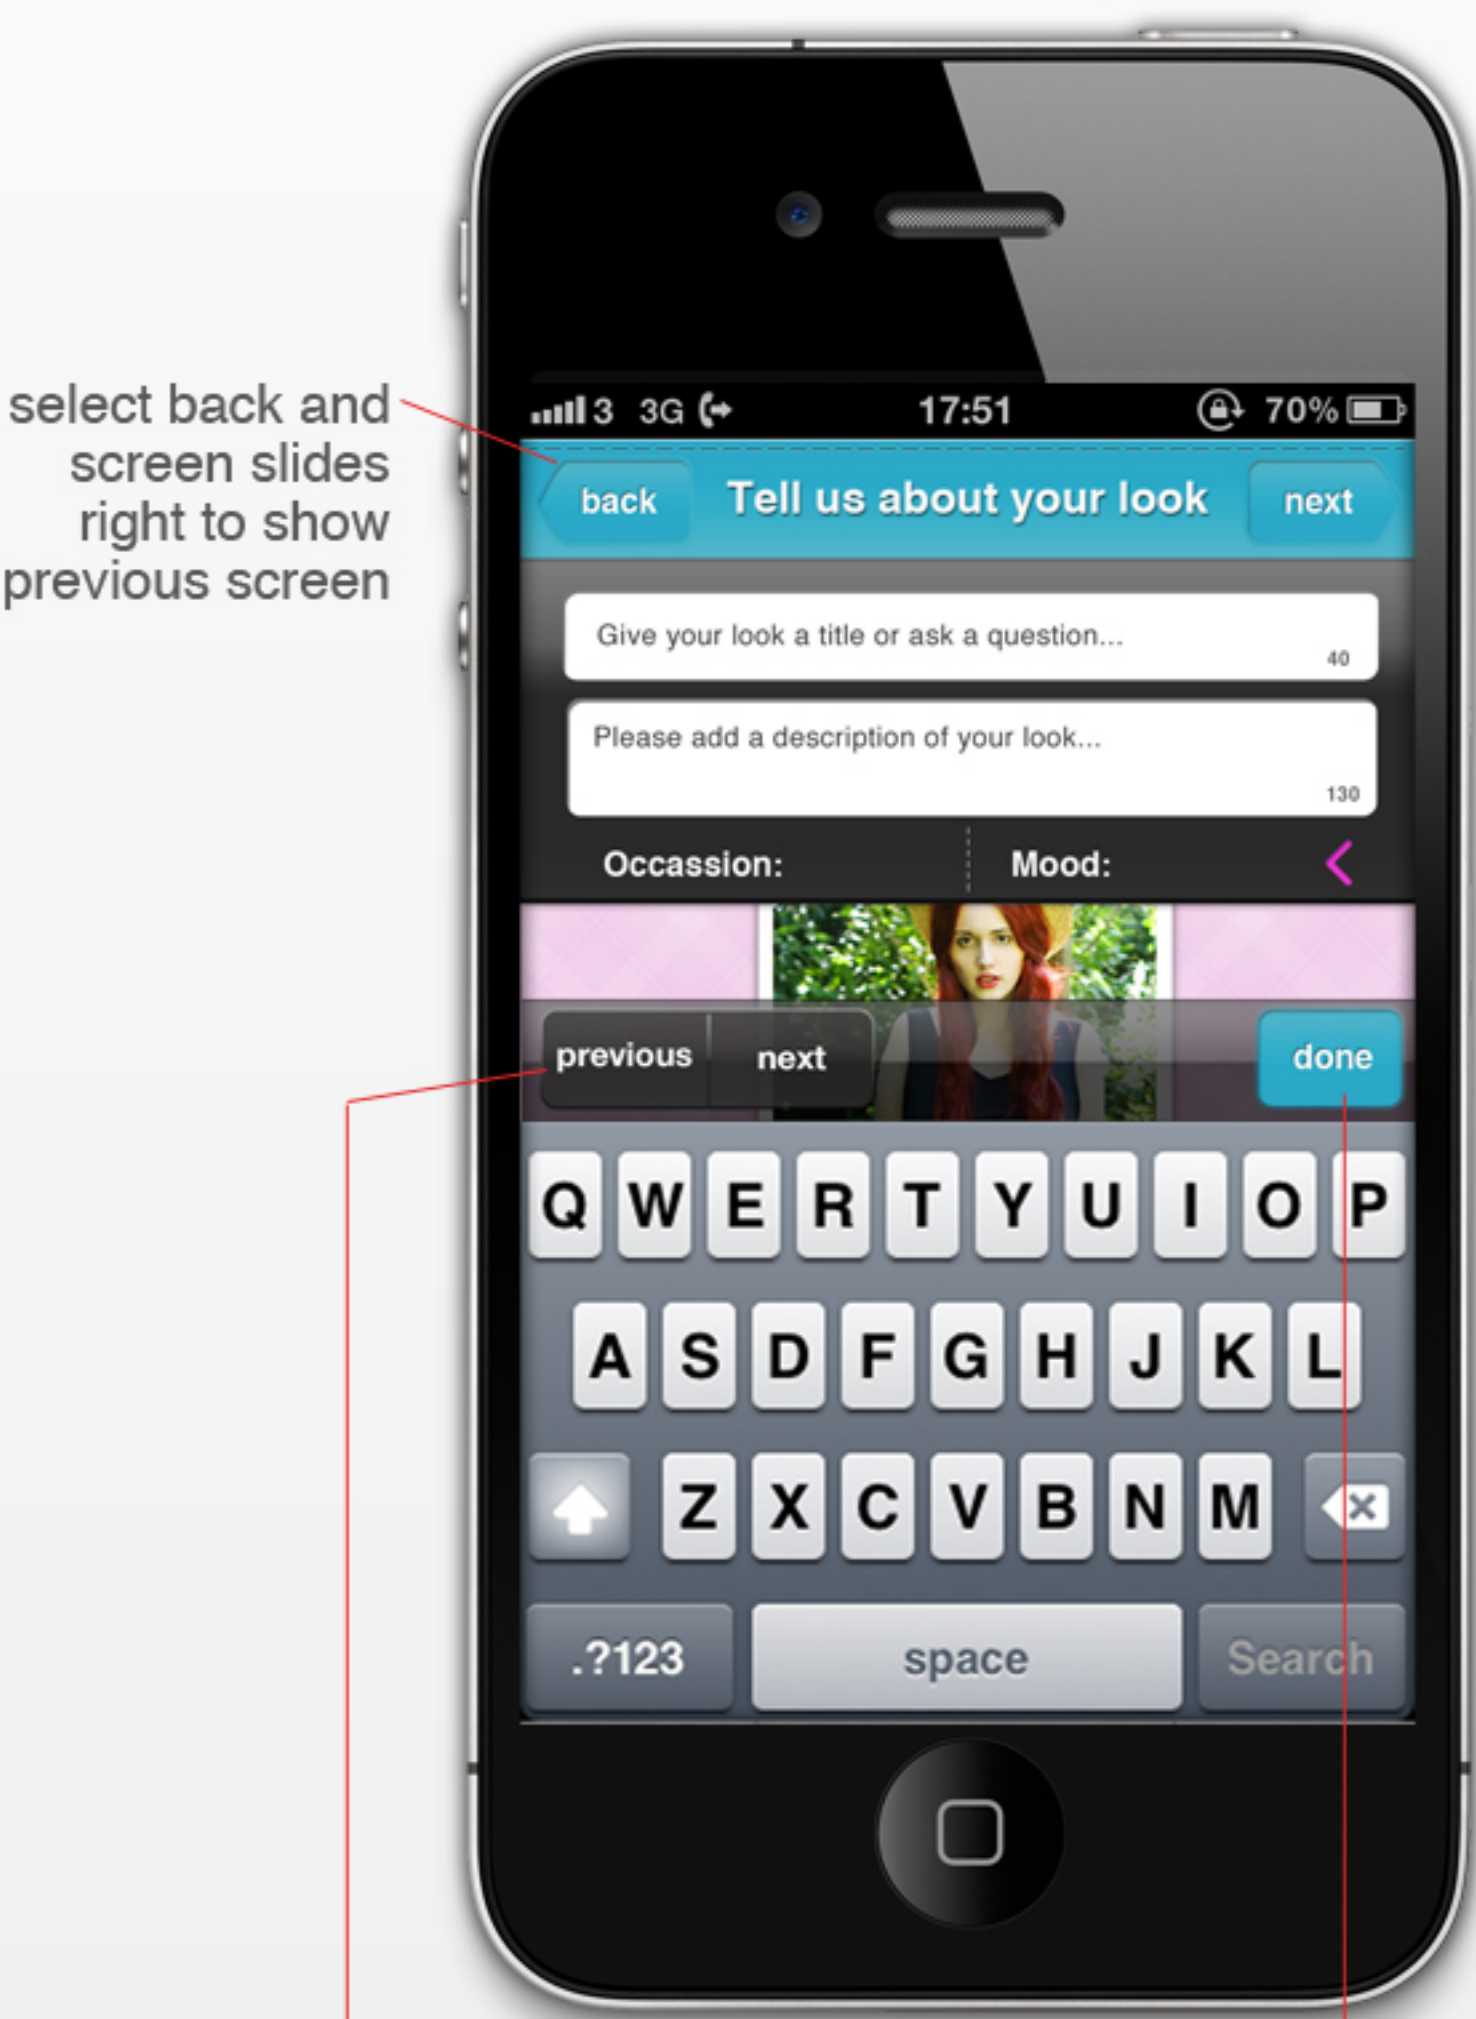 select back and
screen slides
right to show
previous screen
3 3G 17:51 70%
back Tell us about your look next
Give your look a title or ask a question...
40
Please add a description of your look...
130
Occassion: Mood:
previous next done
Q W E R T Y U I O P
A S D F G H J K L
Z X C V B N M
.?123 space Search